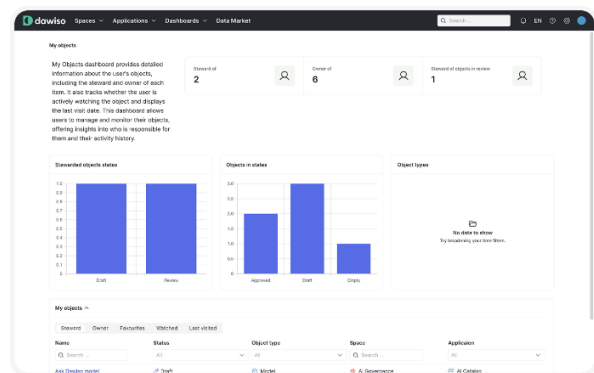 dawiso Spaces Applications Dashboards Data Market Search... EN
My objects
My Objects dashboard provides detailed
information about the user's objects,
including the steward and owner of each
item. It also tracks whether the user is
actively watching the object and displays
the last visit date. This dashboard allows
users to manage and monitor their objects,
offering insights into who is responsible for
them and their activity history.
Steward of
2
Owner of
6
Steward of objects in review
1
Stewarded objects states
1.0
0.9
0.8
0.7
0.6
0.5
0.4
0.3
0.2
0.1
0
Draft Review
Objects in states
3.0
2.0
1.0
0
Approved Draft Empty
Object types
No data to show
Try broadening your time filters.
My objects
Steward Owner Favourites Watched Last visited
Name Status Object type Space Application
Search ... All All Search ... All
Ask Dawiso model Draft Model AI Governance AI Catalog